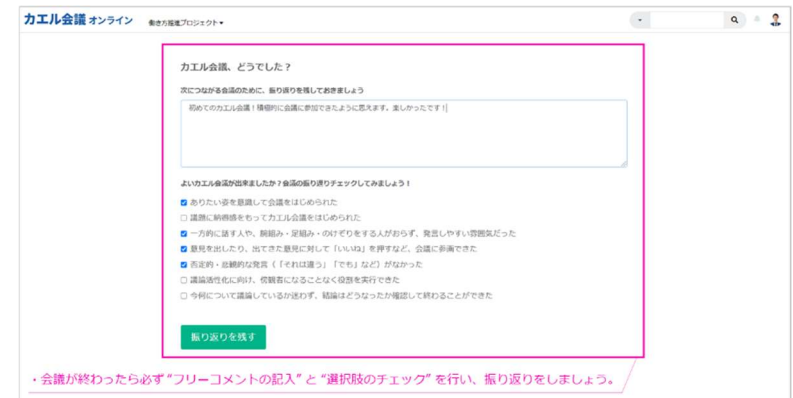 カエル会議 オンライン 働き方推進プロジェクト▼
カエル会議、どうでした？
次につながる会議のために、振り返りを残しておきましょう
初めてのカエル会議！積極的に会議に参加できたように思えます。楽しかったです！
よいカエル会議が出来ましたか？会議の振り返りチェックしてみましょう！
ありたい姿を意識して会議をはじめられた
議題に納得感をもってカエル会議をはじめられた
一方的に話す人や、腕組み・足組み・のけぞりをする人がおらず、発言しやすい雰囲気だった
意見を出したり、出てきた意見に対して「いいね」を押すなど、会議に参画できた
否定的・悲観的な発言（「それは違う」「でも」など）がなかった
議論活性化に向け、傍観者になることなく役割を実行できた
今何について議論しているか迷わず、結論はどうなったか確認して終わることができた
振り返りを残す
・会議が終わったら必ず“フリーコメントの記入”と“選択肢のチェック”を行い、振り返りをしましょう。